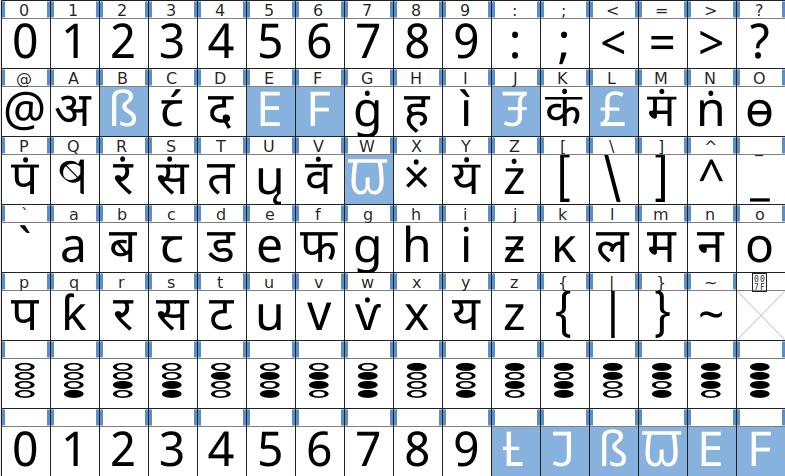 0 1 2 3 4 5 6 7 8 9 : ; < = > ?
0 1 2 3 4 5 6 7 8 9 : ; < = > ?
@ A B C D E F G H I J K L M N O
@ अ ß द E F ġ ह ì कं £ मं ṅ ɵ
P Q R S T U V W X Y Z [ \ ] ^ _
पं रं सं त ų वं ẋ यं ż [ \ ] ^ _
` a b c d e f g h i j k l m n o
` a ब ꞇ ड e फ g h i ƶ ĸ ल म न o
p q r s t u v w x y z { | } ~ 007F
प ƙ र स ट u v x य z { | } ~
0 1 2 3 4 5 6 7 8 9 J ß E F